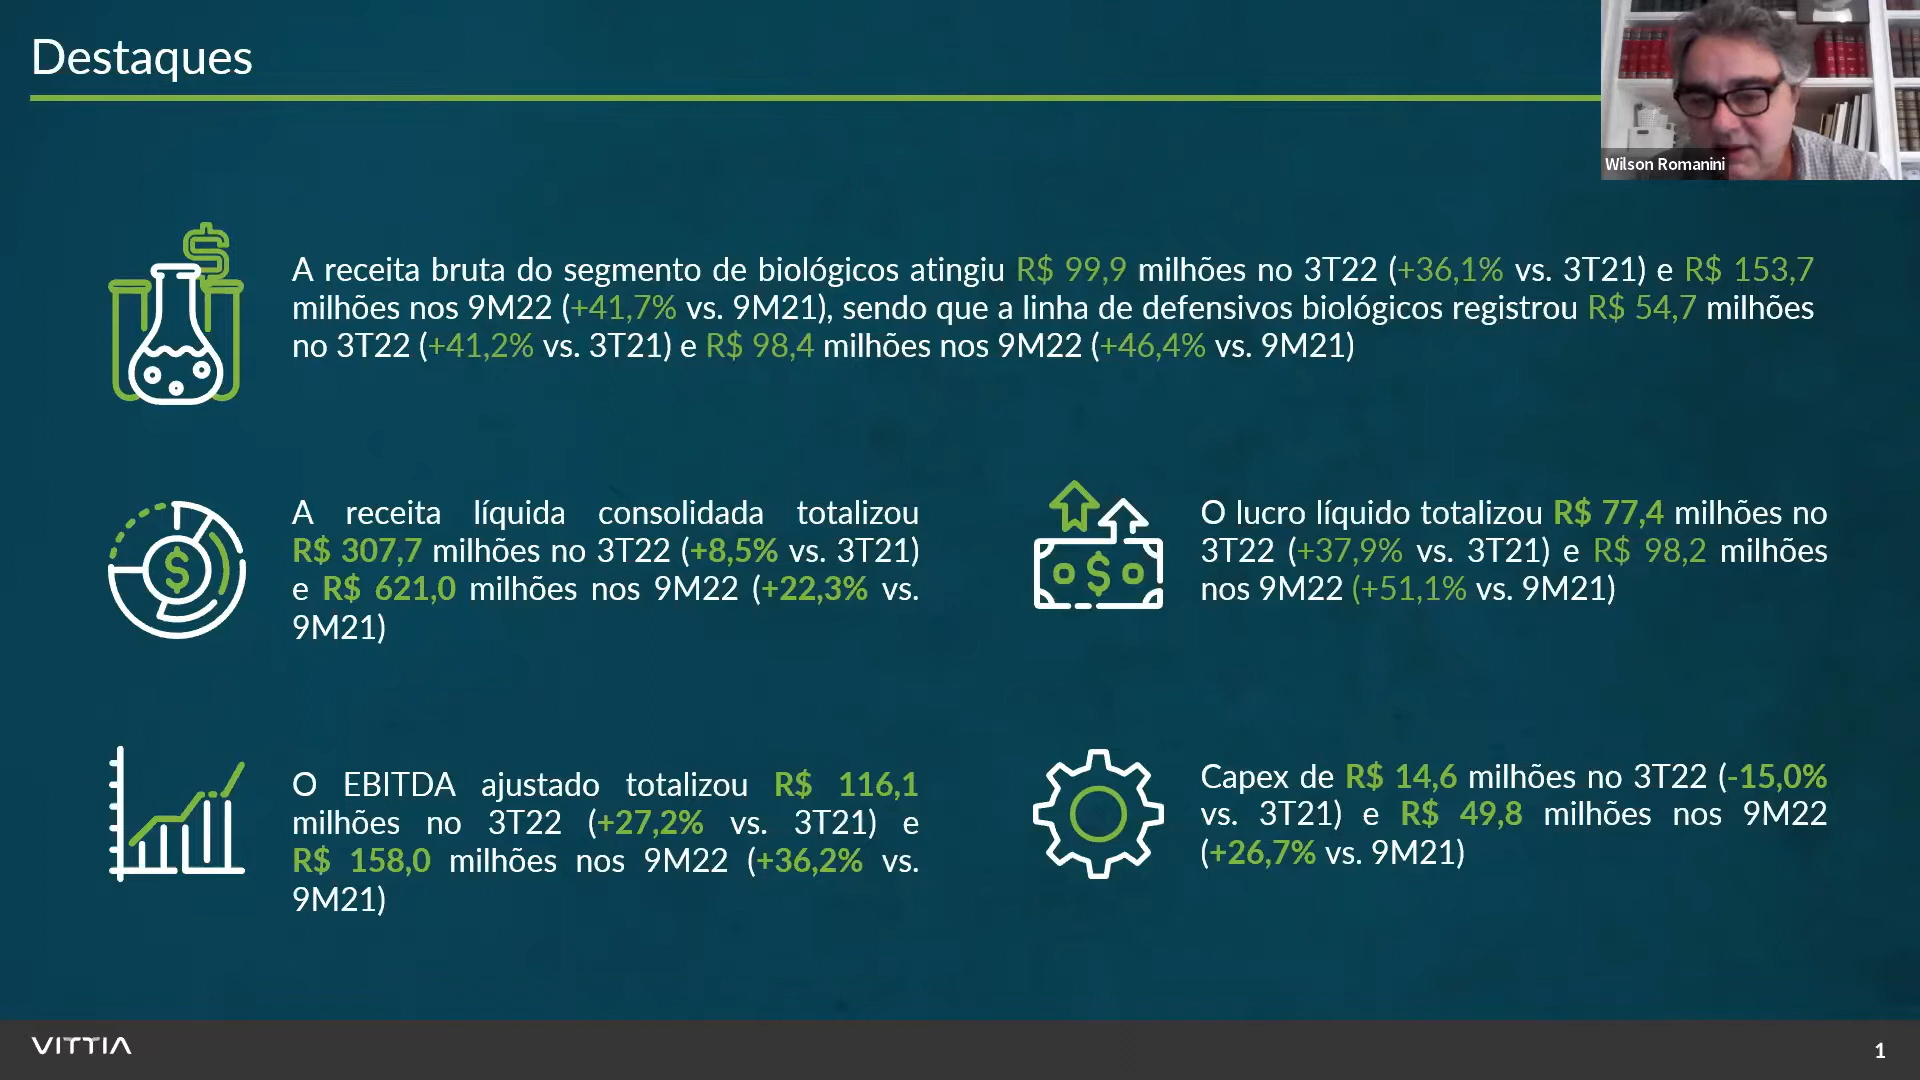 Destaques
Wilson Romanini
A receita bruta do segmento de biológicos atingiu R$ 99,9 milhões no 3T22 (+36,1% vs. 3T21) e R$ 153,7
milhões nos 9M22 (+41,7% vs. 9M21), sendo que a linha de defensivos biológicos registrou R$ 54,7 milhões
no 3T22 (+41,2% vs. 3T21) e R$ 98,4 milhões nos 9M22 (+46,4% vs. 9M21)
A receita líquida consolidada totalizou
R$ 307,7 milhões no 3T22 (+8,5% vs. 3T21)
e R$ 621,0 milhões nos 9M22 (+22,3% vs.
9M21)
O lucro líquido totalizou R$ 77,4 milhões no
3T22 (+37,9% vs. 3T21) e R$ 98,2 milhões
nos 9M22 (+51,1% vs. 9M21)
O EBITDA ajustado totalizou R$ 116,1
milhões no 3T22 (+27,2% vs. 3T21) e
R$ 158,0 milhões nos 9M22 (+36,2% vs.
9M21)
Capex de R$ 14,6 milhões no 3T22 (-15,0%
vs. 3T21) e R$ 49,8 milhões nos 9M22
(+26,7% vs. 9M21)
VITTIA
1